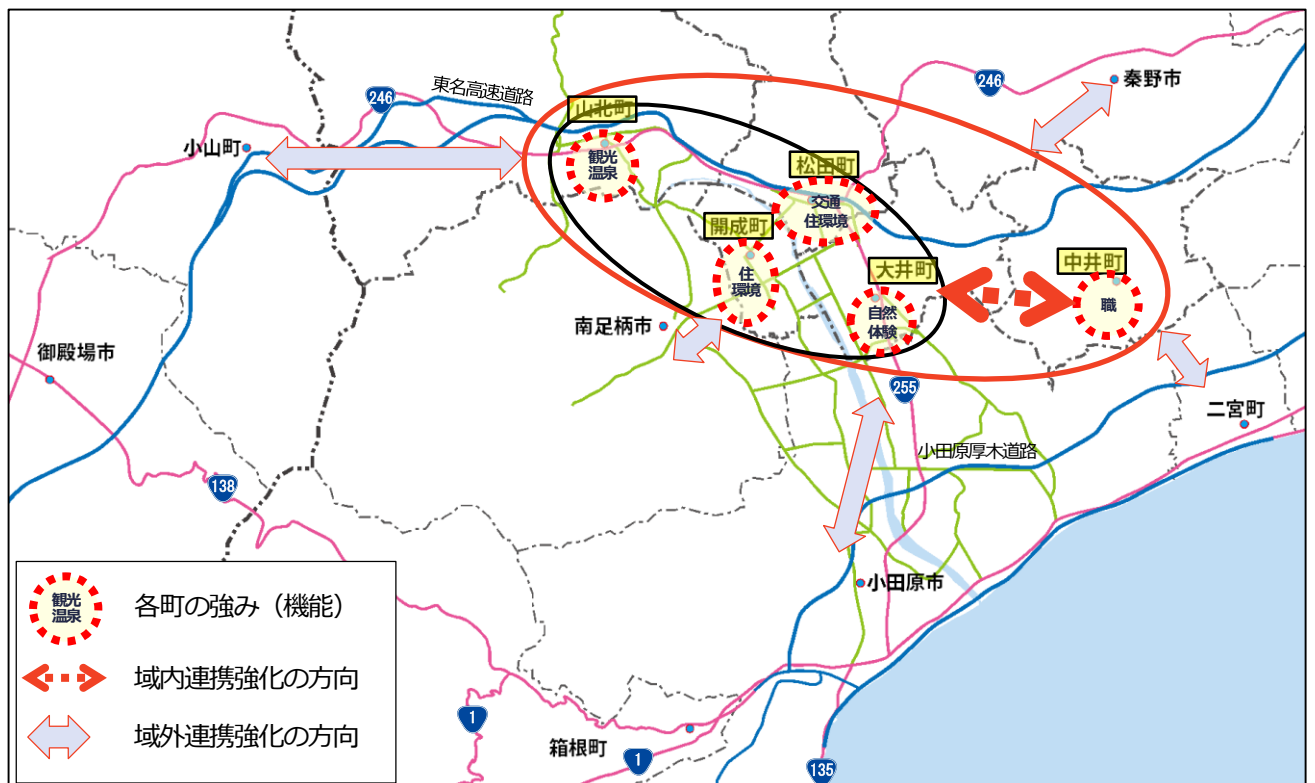 東名高速道路
246
246
秦野市
山北町
小山町
観光
温泉
松田町
交通
住環境
開成町
住
環境
大井町
自然
体験
中井町
職
南足柄市
御殿場市
255
二宮町
小田原厚木道路
138
小田原市
観光
温泉
各町の強み（機能）
域内連携強化の方向
域外連携強化の方向
1
箱根町
1
135